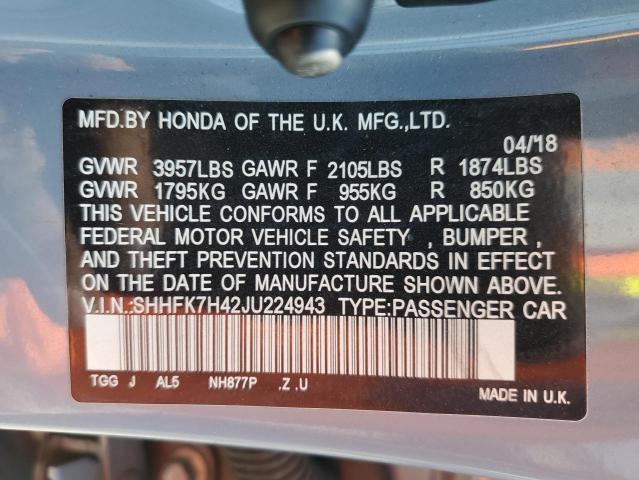 MFD.BY HONDA OF THE U.K. MFG.,LTD.
04/18
GVWR 3957LBS GAWR F 2105LBS R 1874LBS
GVWR 1795KG GAWR F 955KG R 850KG
THIS VEHICLE CONFORMS TO ALL APPLICABLE
FEDERAL MOTOR VEHICLE SAFETY , BUMPER ,
AND THEFT PREVENTION STANDARDS IN EFFECT
ON THE DATE OF MANUFACTURE SHOWN ABOVE.
V.I.N.:SHHFK7H42JU224943 TYPE:PASSENGER CAR
TGG J AL5 NH877P .Z .U
MADE IN U.K.